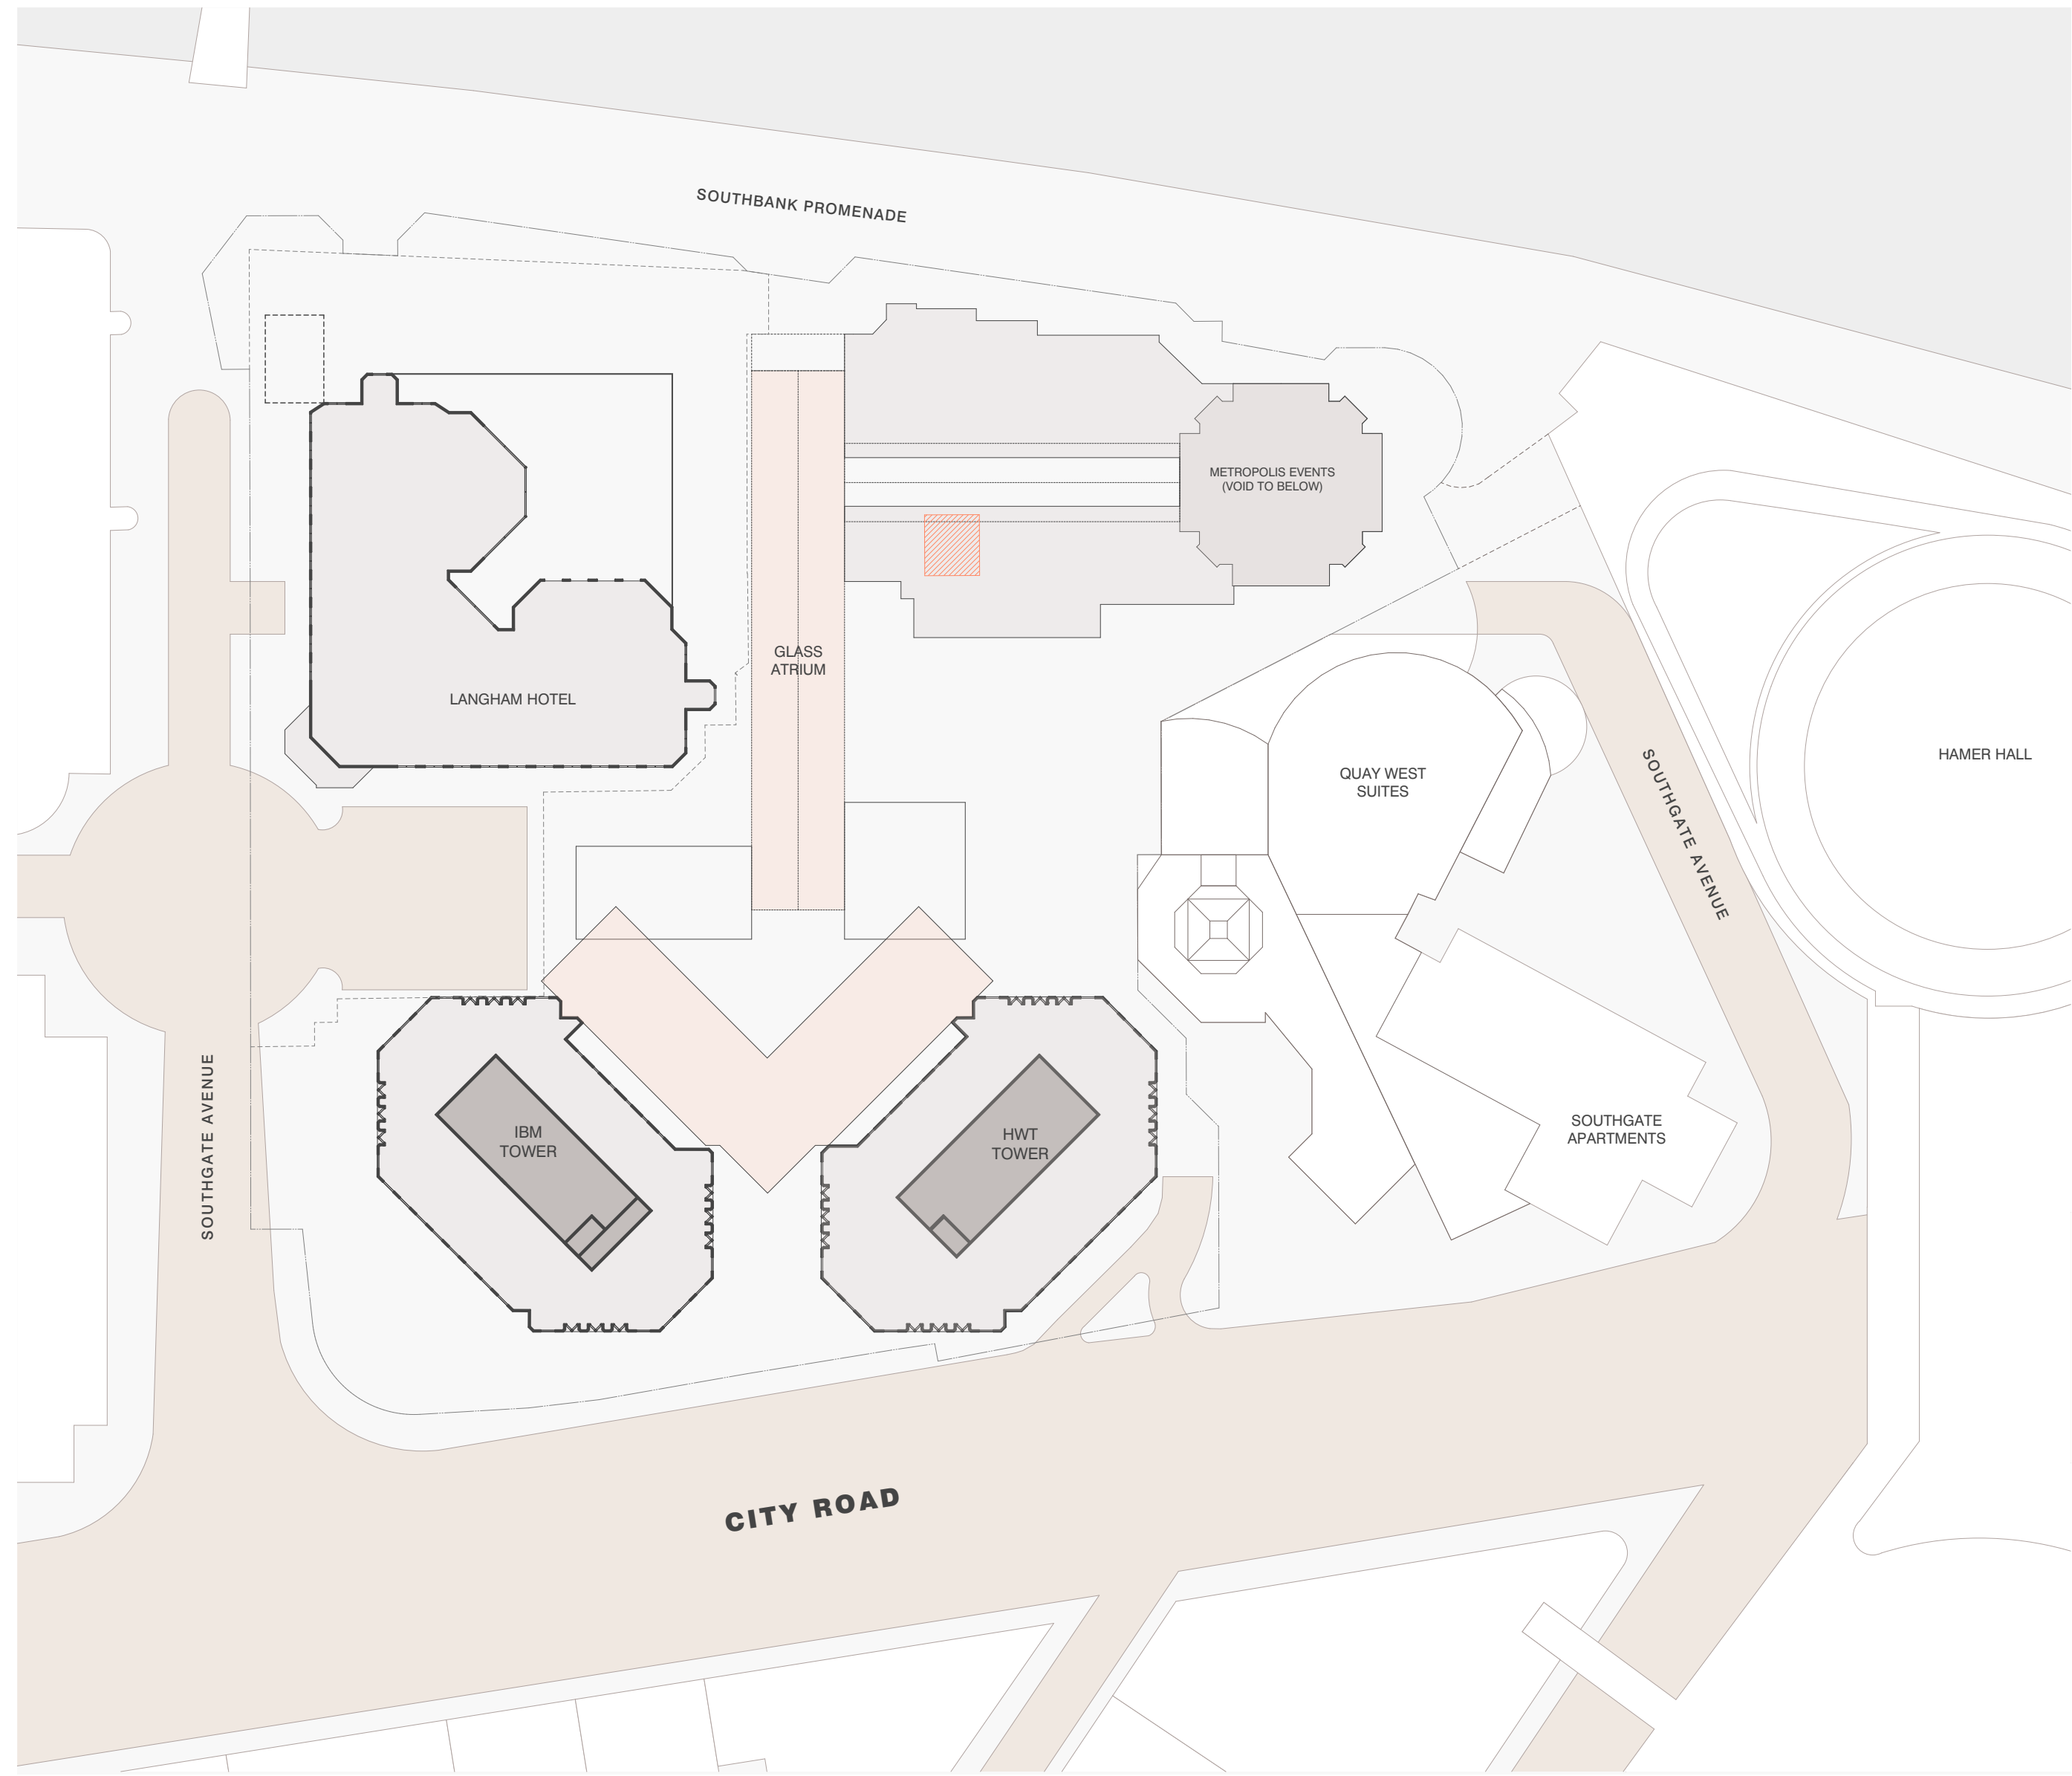 SOUTHBANK PROMENADE
METROPOLIS EVENTS
(VOID TO BELOW)
GLASS
ATRIUM
LANGHAM HOTEL
QUAY WEST
SUITES
HAMER HALL
SOUTHGATE AVENUE
SOUTHGATE AVENUE
IBM
TOWER
HWT
TOWER
SOUTHGATE
APARTMENTS
CITY ROAD